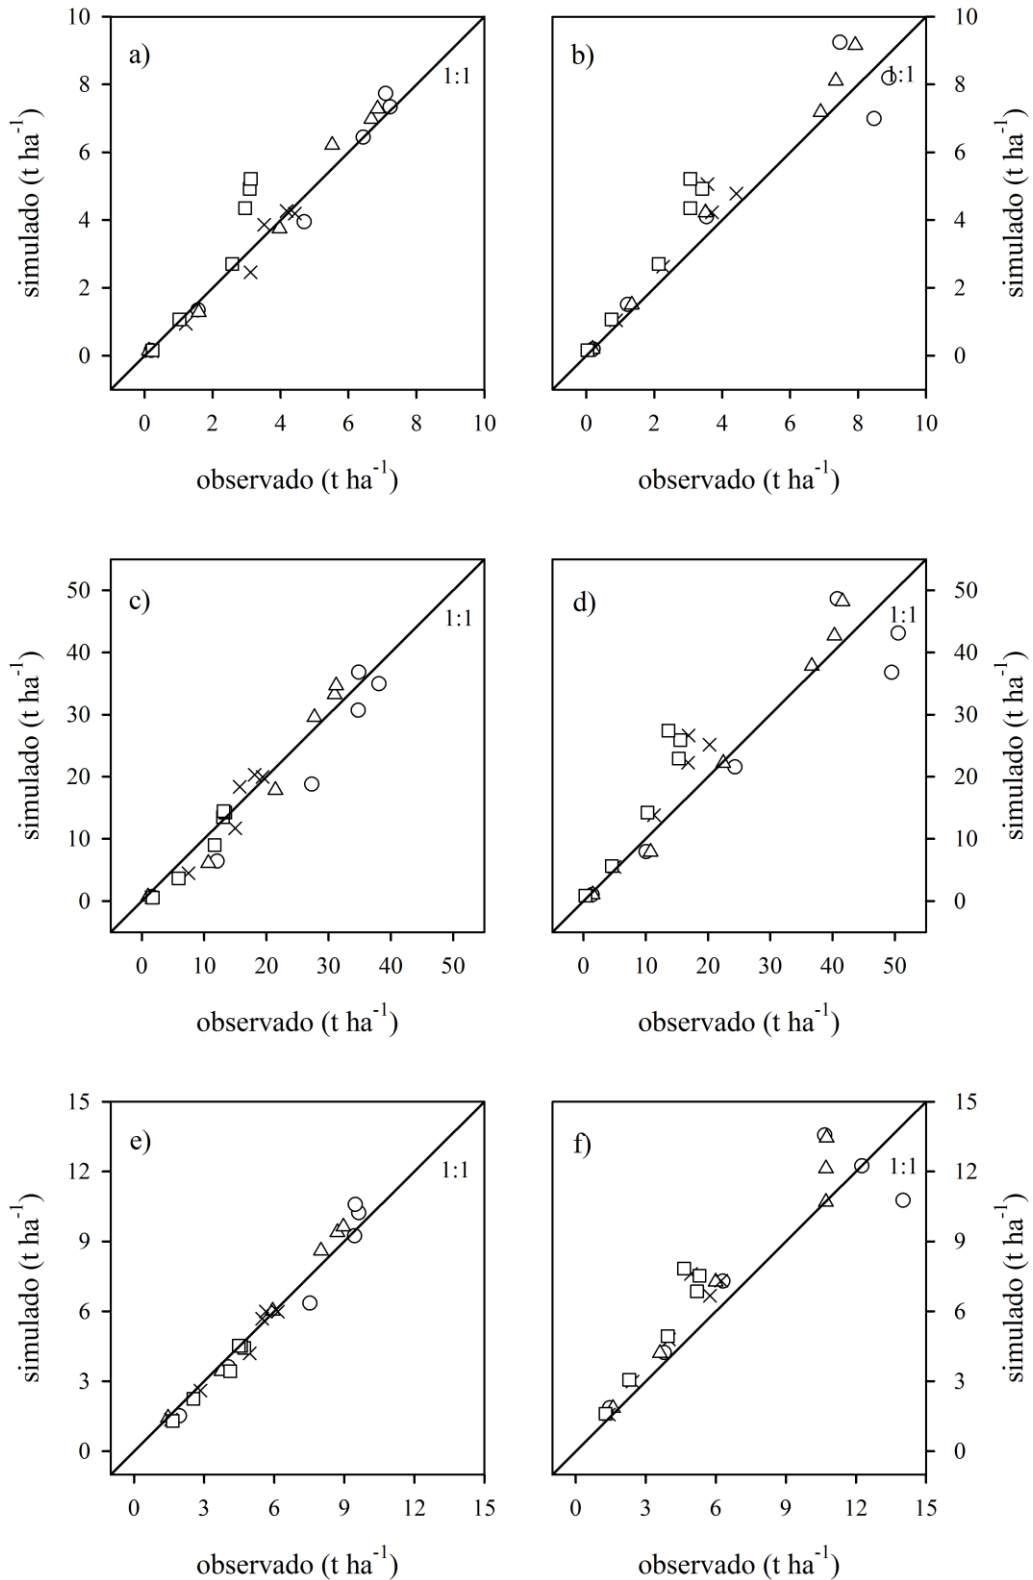 10 10
a) b)
1:1 1:1
8 8
6 6
simulado (t ha⁻¹) simulado (t ha⁻¹)
4 4
2 2
0 0
0 2 4 6 8 10 0 2 4 6 8 10
observado (t ha⁻¹) observado (t ha⁻¹)
50 50
c) d)
1:1 1:1
40 40
30 30
simulado (t ha⁻¹) simulado (t ha⁻¹)
20 20
10 10
0 0
0 10 20 30 40 50 0 10 20 30 40 50
observado (t ha⁻¹) observado (t ha⁻¹)
15 15
e) f)
1:1 1:1
12 12
9 9
simulado (t ha⁻¹) simulado (t ha⁻¹)
6 6
3 3
0 0
0 3 6 9 12 15 0 3 6 9 12 15
observado (t ha⁻¹) observado (t ha⁻¹)